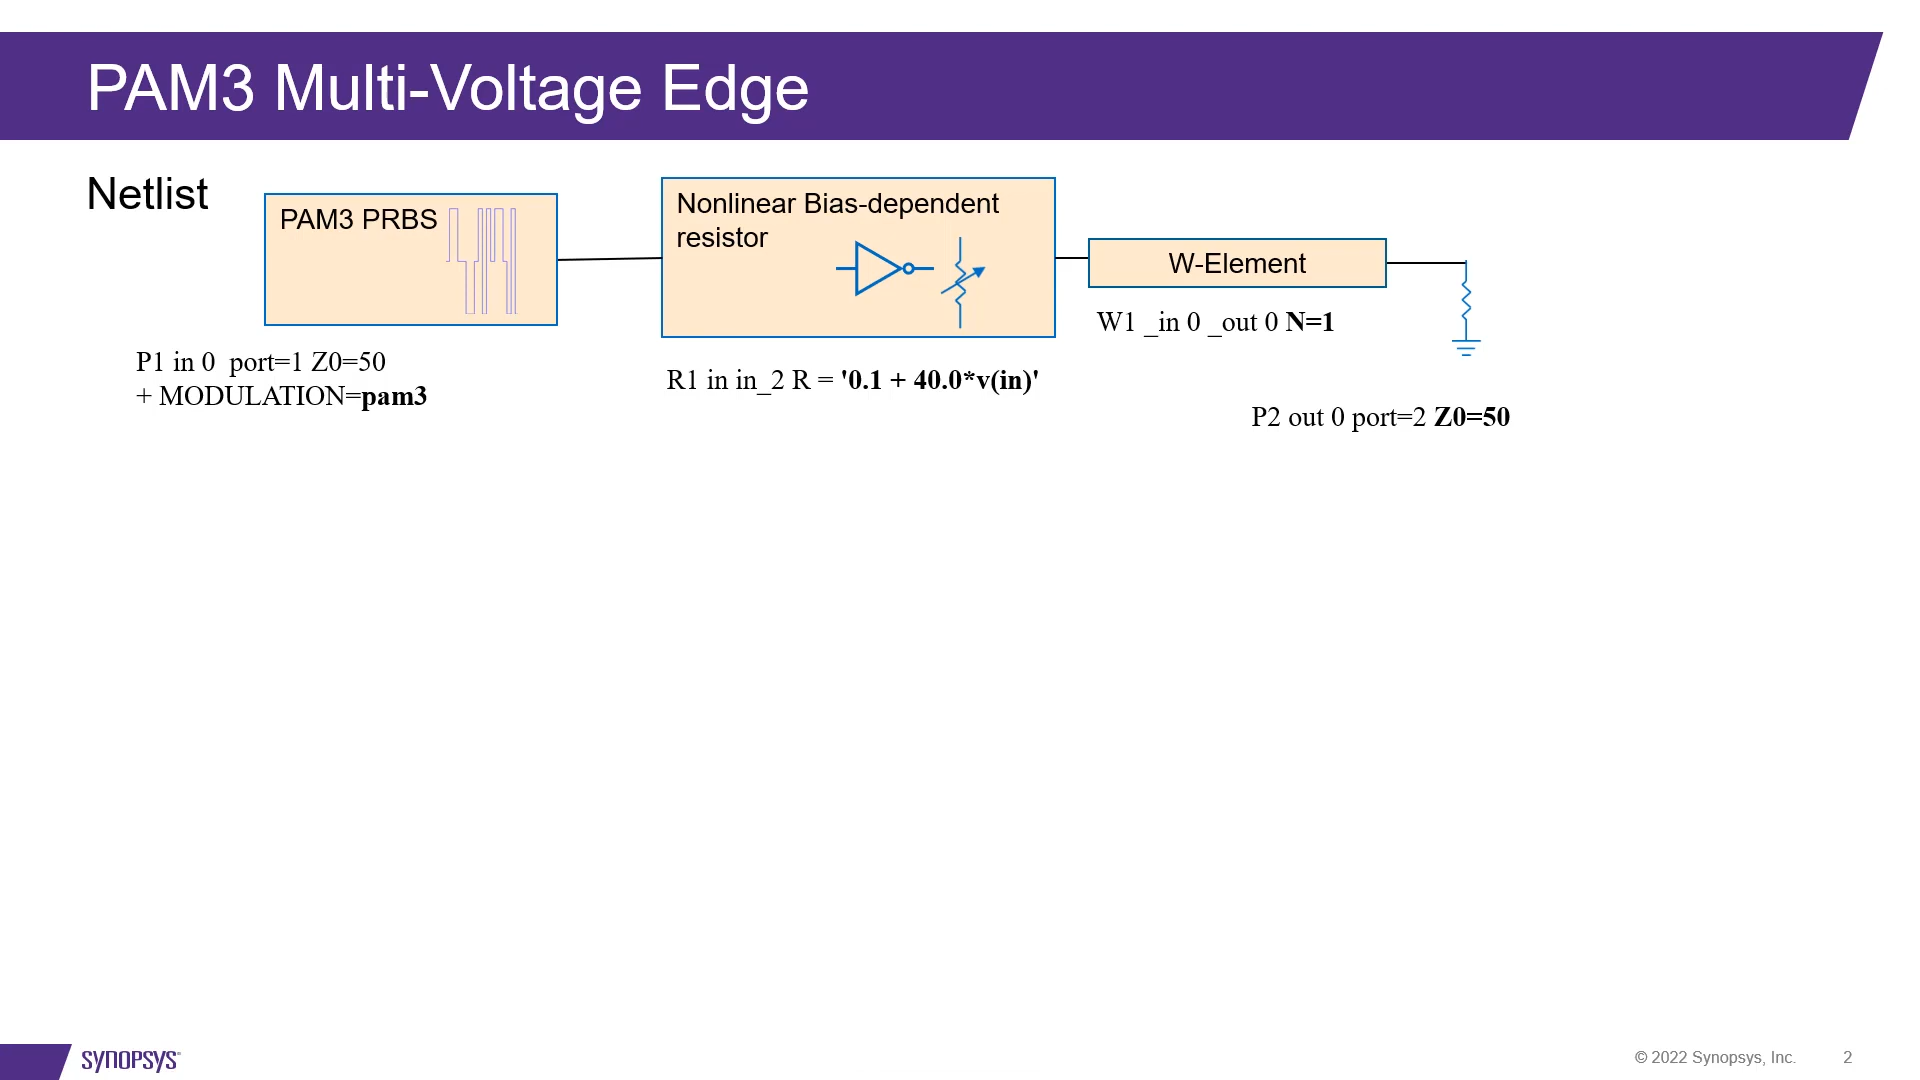 PAM3 Multi-Voltage Edge
Netlist
PAM3 PRBS
Nonlinear Bias-dependent
resistor
W-Element
P1 in 0  port=1 Z0=50
+ MODULATION=pam3
R1 in in_2 R = '0.1 + 40.0*v(in)'
W1 _in 0 _out 0 N=1
P2 out 0 port=2 Z0=50
SYNOPSYS
© 2022 Synopsys, Inc.
2